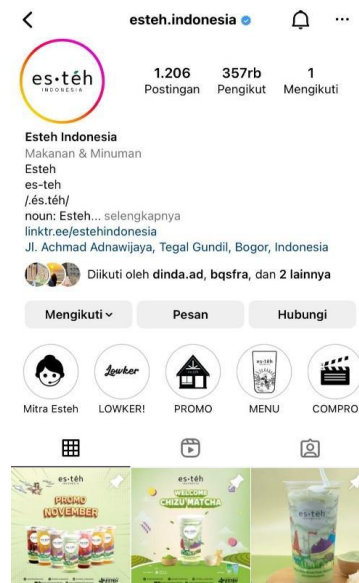 esteh.indonesia
es•téh
INDONESIA
1.206 357rb 1
Postingan Pengikut Mengikuti
Esteh Indonesia
Makanan & Minuman
Esteh
es-teh
/.és.téh/
noun: Esteh... selengkapnya
linktr.ee/estehindonesia
Jl. Achmad Adnawijaya, Tegal Gundil, Bogor, Indonesia
Diikuti oleh dinda.ad, bqsfra, dan 2 lainnya
Mengikuti Pesan Hubungi
Lowker
es•téh
Mitra Esteh LOWKER! PROMO MENU COMPRO
es•téh
PROMO
NOVEMBER
es•téh
WELCOME
CHIZU MATCHA
es•téh